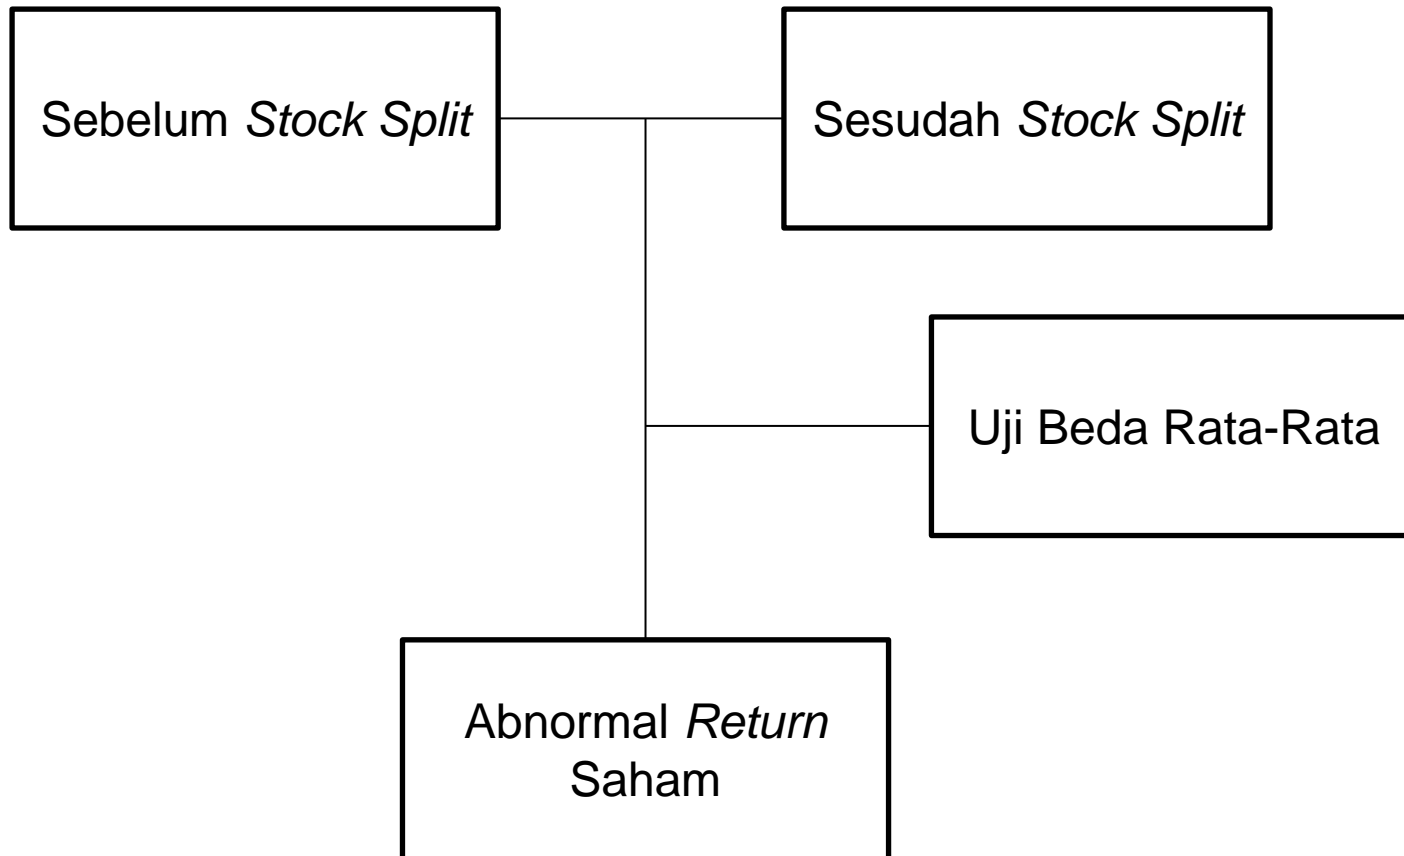 Sebelum Stock Split
Sesudah Stock Split
Uji Beda Rata-Rata
Abnormal Return
Saham